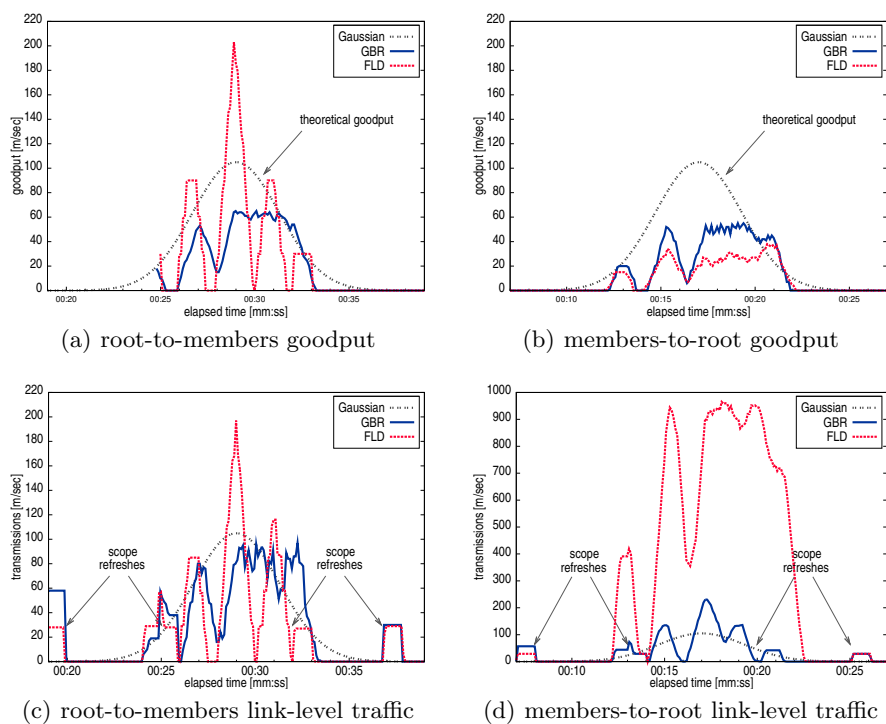 220
200
180
160
140
120
100
80
60
40
20
0
goodput [m/sec]
Gaussian
GBR
FLD
theoretical goodput
00:20
00:25
00:30
00:35
elapsed time [mm:ss]
(a) root-to-members goodput
220
200
180
160
140
120
100
80
60
40
20
0
goodput [m/sec]
Gaussian
GBR
FLD
theoretical goodput
00:10
00:15
00:20
00:25
elapsed time [mm:ss]
(b) members-to-root goodput
220
200
180
160
140
120
100
80
60
40
20
0
transmissions [m/sec]
Gaussian
GBR
FLD
scope
refreshes
scope
refreshes
00:20
00:25
00:30
00:35
elapsed time [mm:ss]
(c) root-to-members link-level traffic
1000
900
800
700
600
500
400
300
200
100
0
transmissions [m/sec]
Gaussian
GBR
FLD
scope
refreshes
scope
refreshes
00:10
00:15
00:20
00:25
elapsed time [mm:ss]
(d) members-to-root link-level traffic